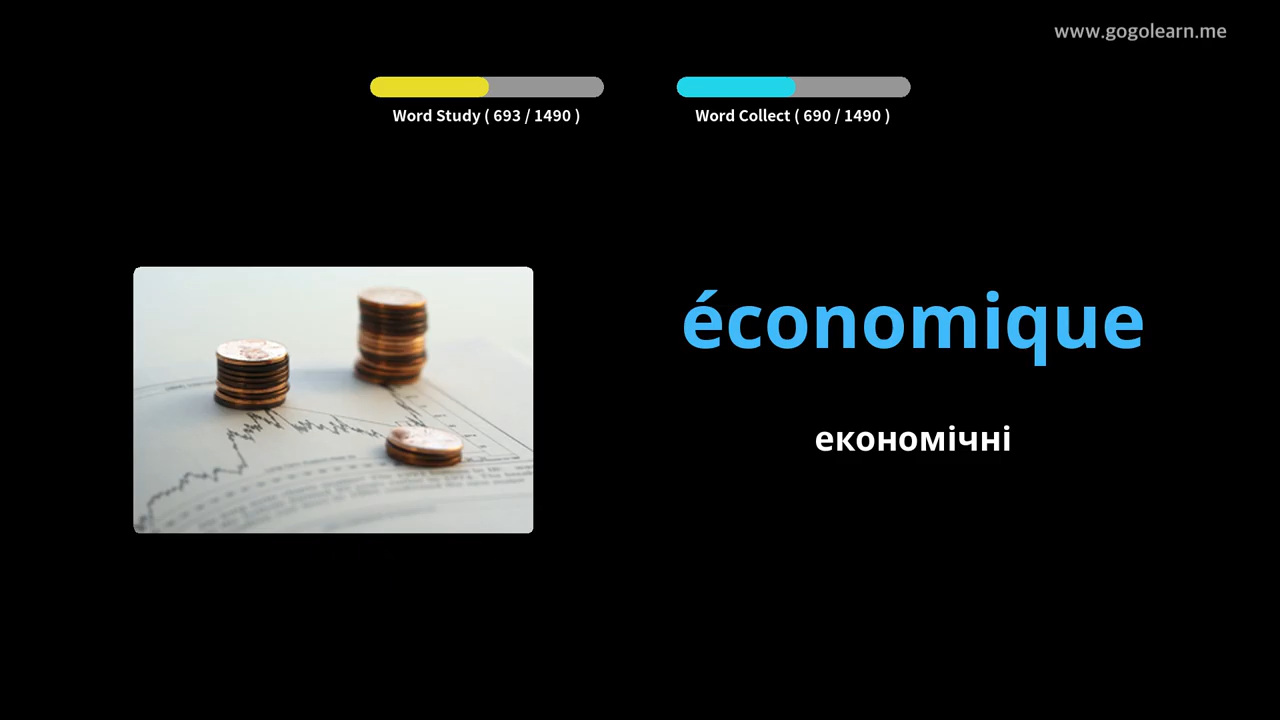 www.gogolearn.me
Word Study ( 693 / 1490 )
Word Collect ( 690 / 1490 )
économique
економічні